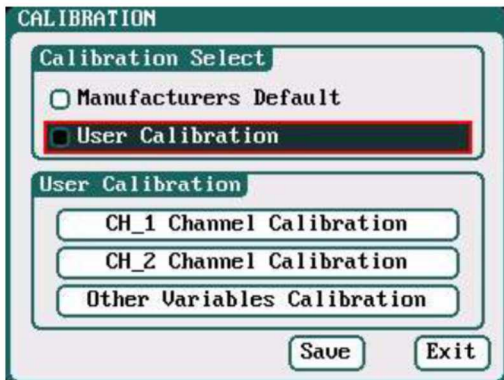 CALIBRATION
Calibration Select
Manufacturers Default
User Calibration
User Calibration
CH_1 Channel Calibration
CH_2 Channel Calibration
Other Variables Calibration
Save Exit